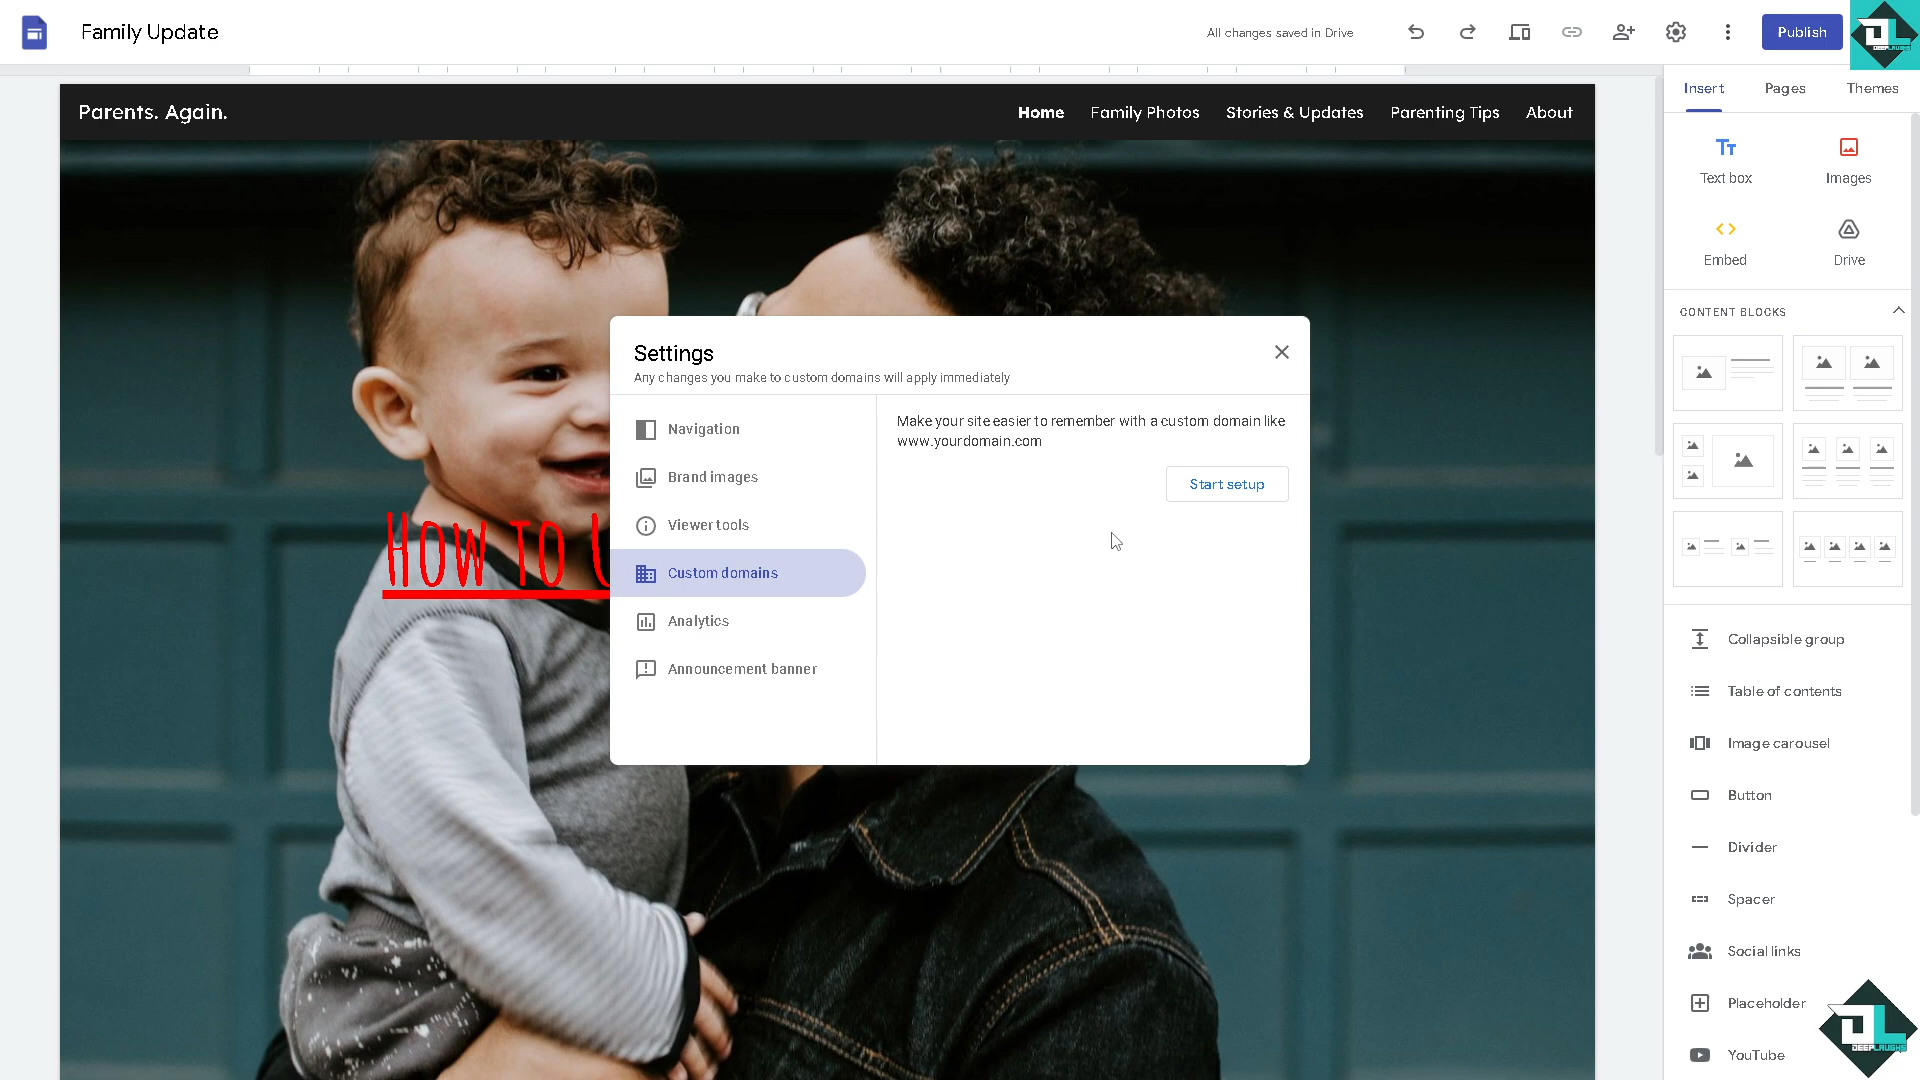 Family Update
All changes saved in Drive
Publish
Parents. Again.
Home
Family Photos
Stories & Updates
Parenting Tips
About
Insert
Pages
Themes
Text box
Images
Embed
Drive
CONTENT BLOCKS
Collapsible group
Table of contents
Image carousel
Button
Divider
Spacer
Social links
Placeholder
YouTube
HOW TO U
Settings
Any changes you make to custom domains will apply immediately
Navigation
Brand images
Viewer tools
Custom domains
Analytics
Announcement banner
Make your site easier to remember with a custom domain like
www.yourdomain.com
Start setup
DEEPLAUGHS
DEEPLAUGHS